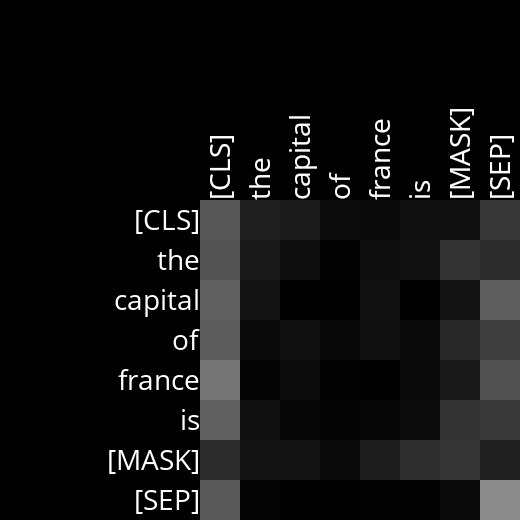 [CLS] the capital of france is [MASK] [SEP]
[CLS]
the
capital
of
france
is
[MASK]
[SEP]